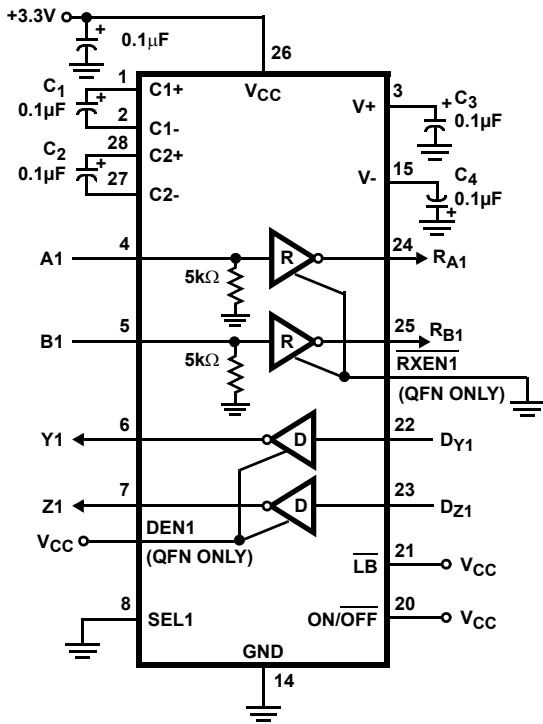 +3.3V
0.1µF
26
1
C1+
VCC
3
C1
0.1µF
V+
C3
0.1µF
2
C1-
28
C2+
C2
0.1µF
27
C2-
15
V-
C4
0.1µF
A1
4
R
24
RA1
5kΩ
B1
5
R
25
RB1
5kΩ
RXEN1
(QFN ONLY)
Y1
6
D
22
DY1
Z1
7
D
23
DZ1
VCC
DEN1
(QFN ONLY)
LB
21
VCC
8
SEL1
ON/OFF
20
VCC
GND
14